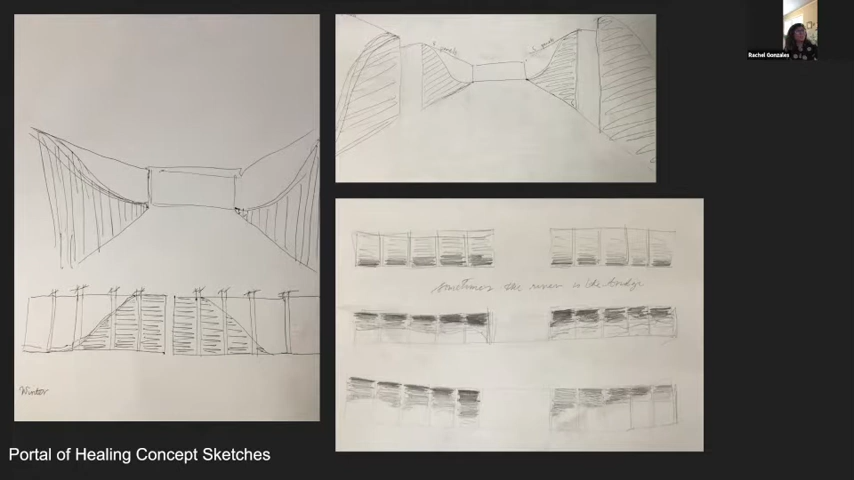 Rachel Gonzales
Winter
sometimes the river is the bridge
Portal of Healing Concept Sketches